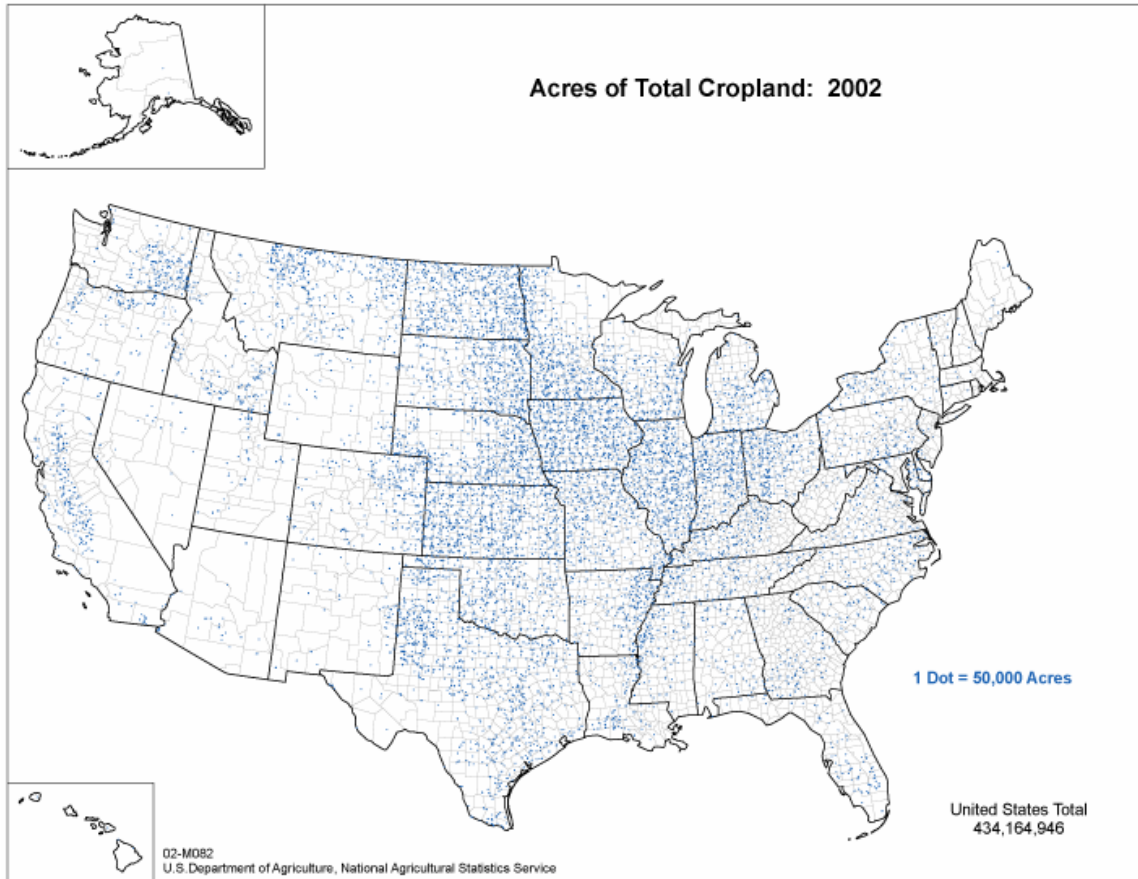 Acres of Total Cropland: 2002
1 Dot = 50,000 Acres
United States Total
434,164,946
02-M082
U.S.Department of Agriculture, National Agricultural Statistics Service